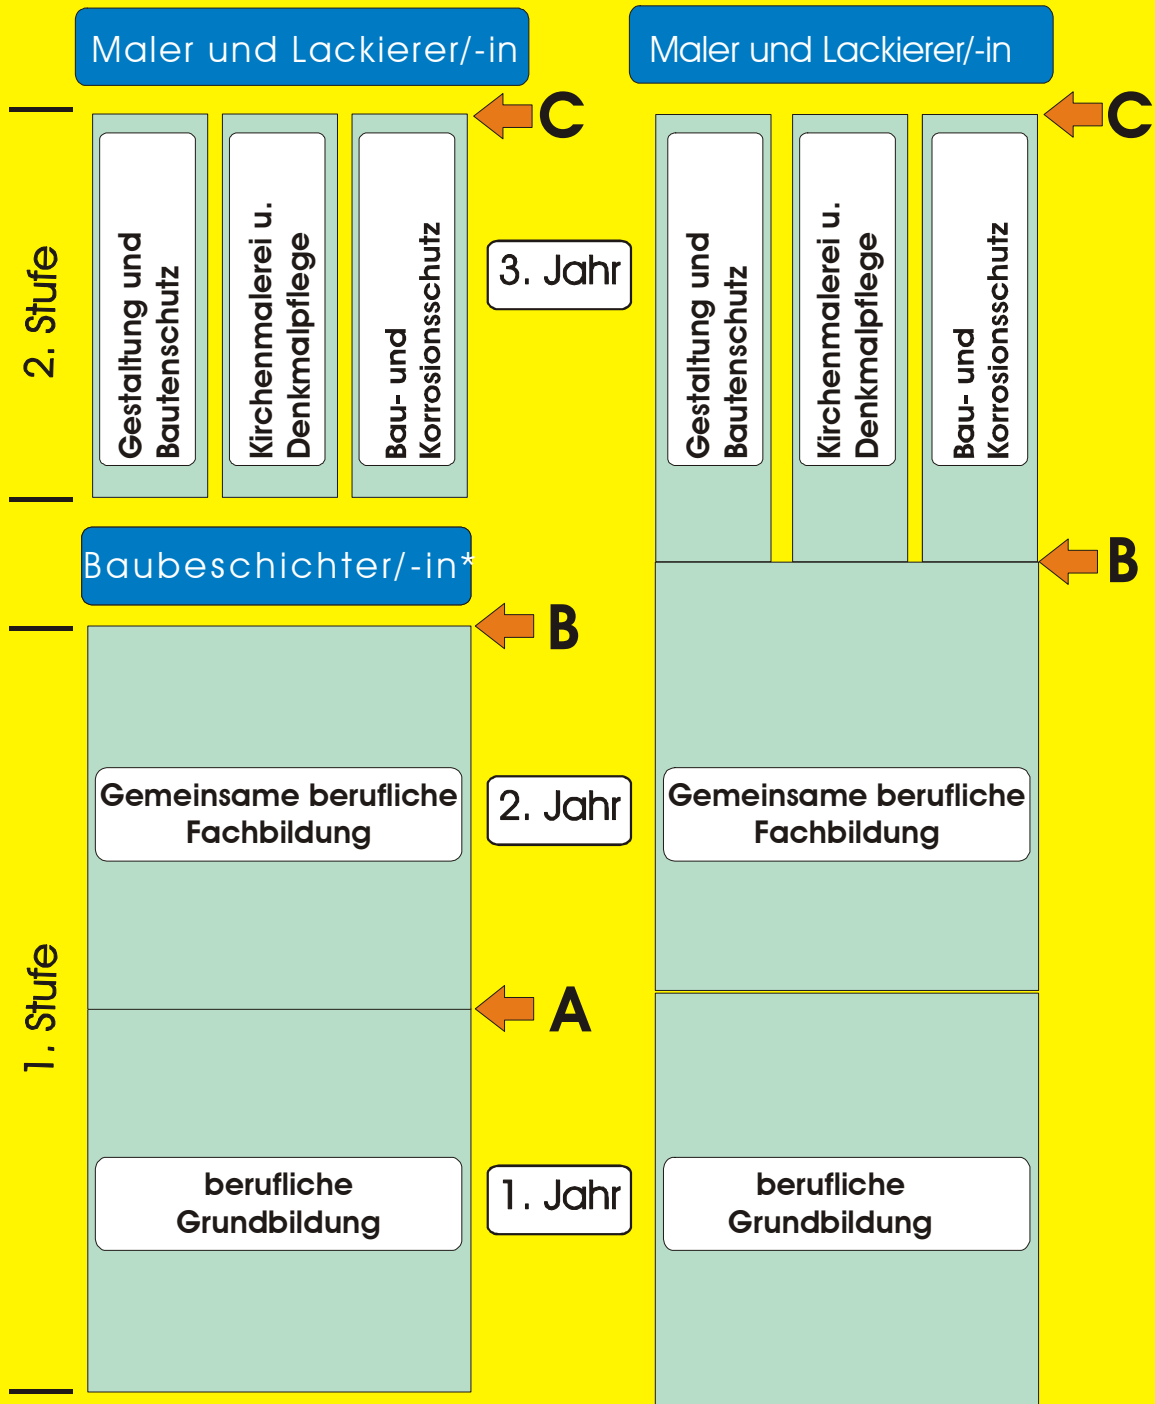 Maler und Lackierer/-in
Maler und Lackierer/-in
C
C
2. Stufe
Gestaltung und
Bautenschutz
Kirchenmalerei u.
Denkmalpflege
Bau- und
Korrosionsschutz
3. Jahr
Gestaltung und
Bautenschutz
Kirchenmalerei u.
Denkmalpflege
Bau- und
Korrosionsschutz
Baubeschichter/-in*
B
B
1. Stufe
Gemeinsame berufliche
Fachbildung
2. Jahr
Gemeinsame berufliche
Fachbildung
A
berufliche
Grundbildung
1. Jahr
berufliche
Grundbildung